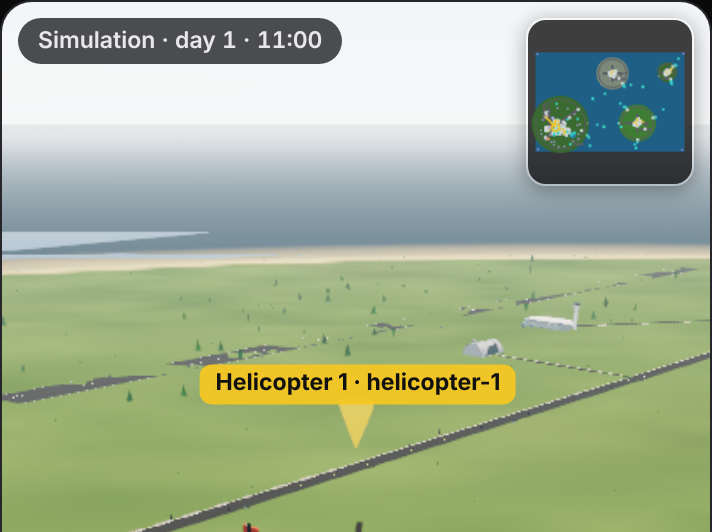 Simulation · day 1 · 11:00
Helicopter 1 · helicopter-1